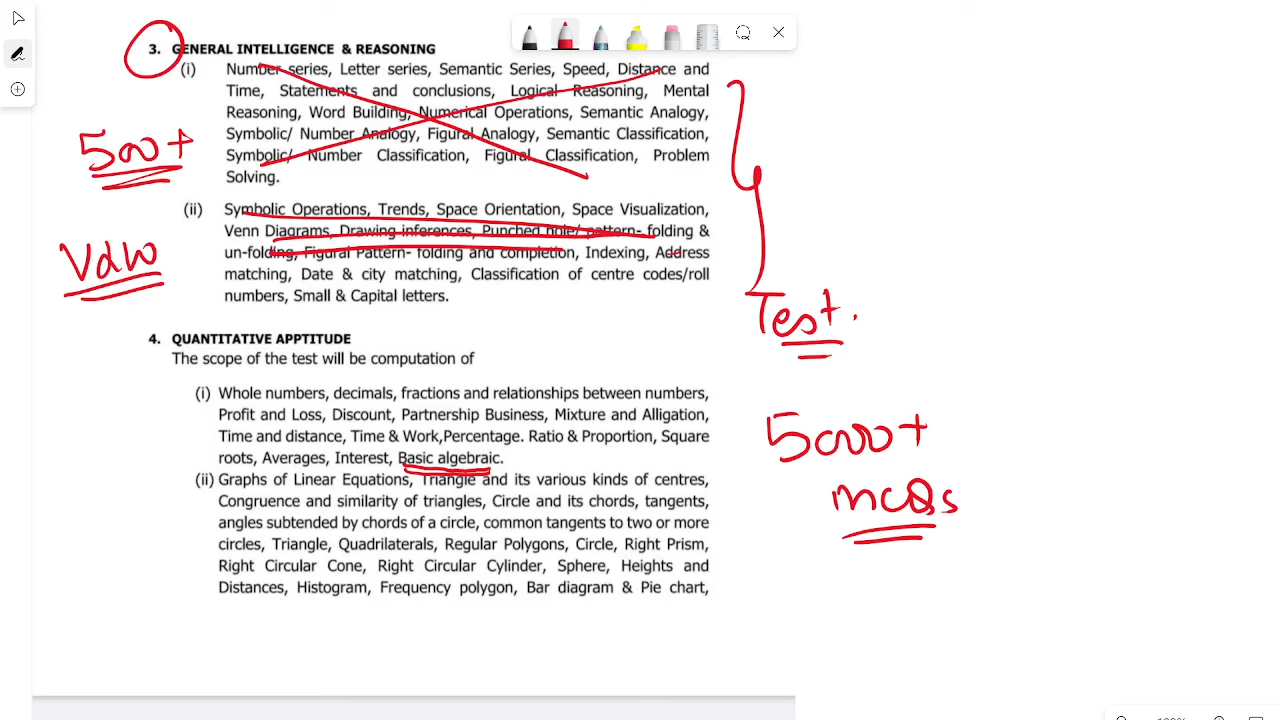 3. GENERAL INTELLIGENCE & REASONING
(i) Number series, Letter series, Semantic Series, Speed, Distance and
Time, Statements and conclusions, Logical Reasoning, Mental
Reasoning, Word Building, Numerical Operations, Semantic Analogy,
Symbolic/ Number Analogy, Figural Analogy, Semantic Classification,
Symbolic/ Number Classification, Figural Classification, Problem
Solving.
500+
(ii) Symbolic Operations, Trends, Space Orientation, Space Visualization,
Venn Diagrams, Drawing inferences, Punched hole/ pattern- folding &
un-folding, Figural Pattern- folding and completion, Indexing, Address
matching, Date & city matching, Classification of centre codes/roll
numbers, Small & Capital letters.
Test.
4. QUANTITATIVE APPTITUDE
The scope of the test will be computation of
(i) Whole numbers, decimals, fractions and relationships between numbers,
Profit and Loss, Discount, Partnership Business, Mixture and Alligation,
Time and distance, Time & Work,Percentage. Ratio & Proportion, Square
roots, Averages, Interest, Basic algebraic.
(ii) Graphs of Linear Equations, Triangle and its various kinds of centres,
Congruence and similarity of triangles, Circle and its chords, tangents,
angles subtended by chords of a circle, common tangents to two or more
circles, Triangle, Quadrilaterals, Regular Polygons, Circle, Right Prism,
Right Circular Cone, Right Circular Cylinder, Sphere, Heights and
Distances, Histogram, Frequency polygon, Bar diagram & Pie chart,
5000+
MCQs